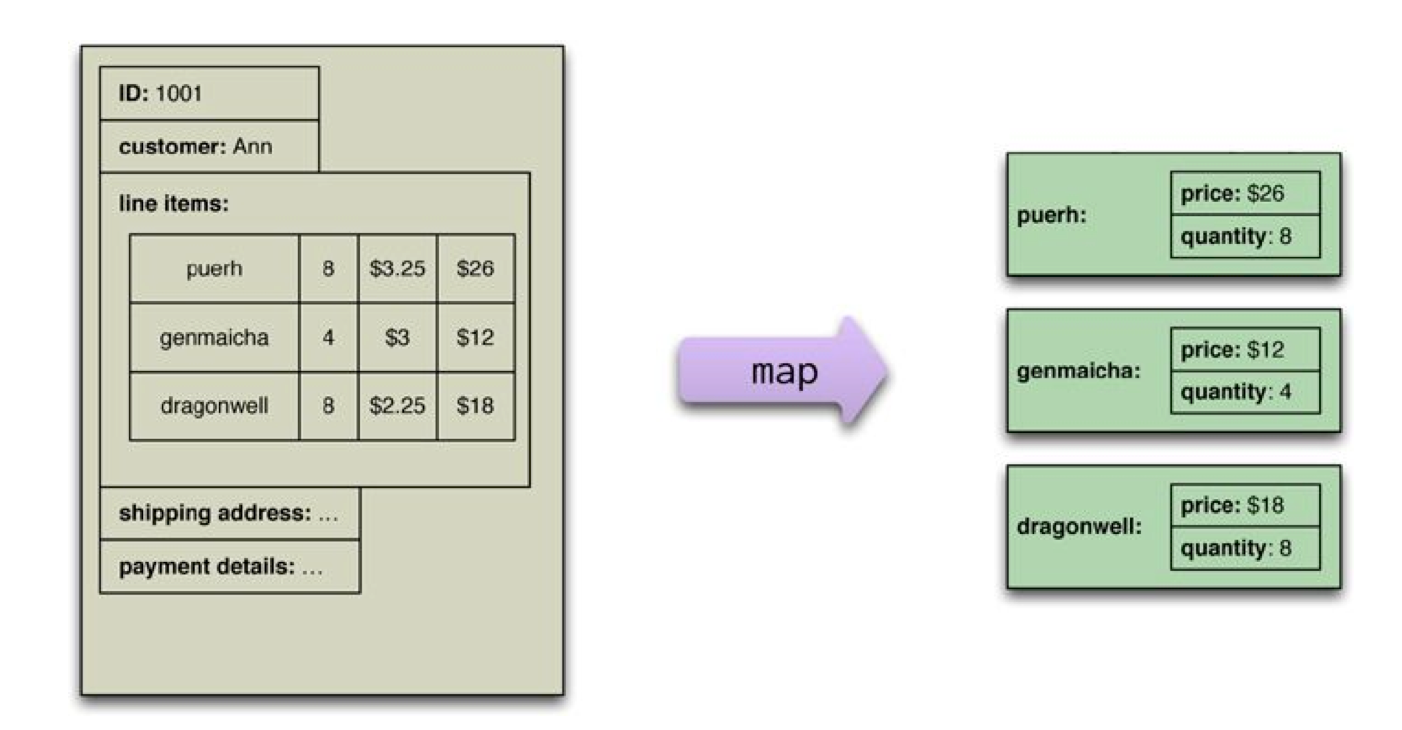 ID: 1001
customer: Ann
line items:
puerh 8 $3.25 $26
genmaicha 4 $3 $12
dragonwell 8 $2.25 $18
shipping address: ...
payment details: ...
map
puerh:
price: $26
quantity: 8
genmaicha:
price: $12
quantity: 4
dragonwell:
price: $18
quantity: 8